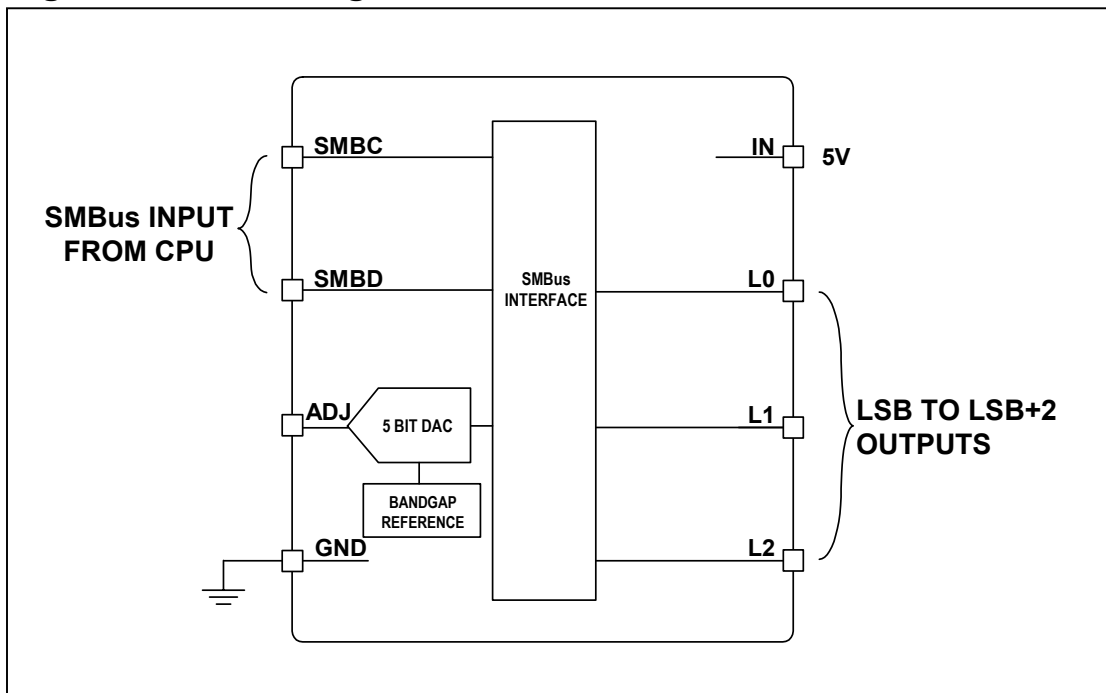 SMBC
IN
5V
SMBus INPUT
FROM CPU
SMBD
SMBus
INTERFACE
L0
ADJ
5 BIT DAC
L1
LSB TO LSB+2
OUTPUTS
BANDGAP
REFERENCE
GND
L2